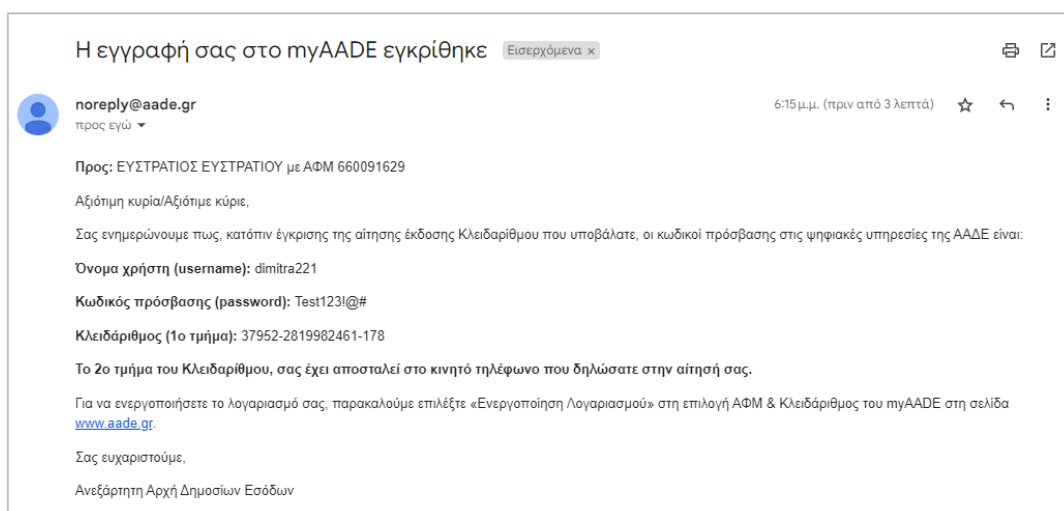 Η εγγραφή σας στο myAADE εγκρίθηκε Εισερχόμενα ×
noreply@aade.gr 6:15 μ.μ. (πριν από 3 λεπτά)
προς εγώ
Προς: ΕΥΣΤΡΑΤΙΟΣ ΕΥΣΤΡΑΤΙΟΥ με ΑΦΜ 660091629
Αξιότιμη κυρία/Αξιότιμε κύριε,
Σας ενημερώνουμε πως, κατόπιν έγκρισης της αίτησης έκδοσης Κλειδαρίθμου που υποβάλατε, οι κωδικοί πρόσβασης στις ψηφιακές υπηρεσίες της ΑΑΔΕ είναι:
Όνομα χρήστη (username): dimitra221
Κωδικός πρόσβασης (password): Test123!@#
Κλειδάριθμος (1ο τμήμα): 37952-2819982461-178
Το 2ο τμήμα του Κλειδαρίθμου, σας έχει αποσταλεί στο κινητό τηλέφωνο που δηλώσατε στην αίτησή σας.
Για να ενεργοποιήσετε το λογαριασμό σας, παρακαλούμε επιλέξτε «Ενεργοποίηση Λογαριασμού» στη επιλογή ΑΦΜ & Κλειδάριθμος του myAADE στη σελίδα
www.aade.gr.
Σας ευχαριστούμε,
Ανεξάρτητη Αρχή Δημοσίων Εσόδων